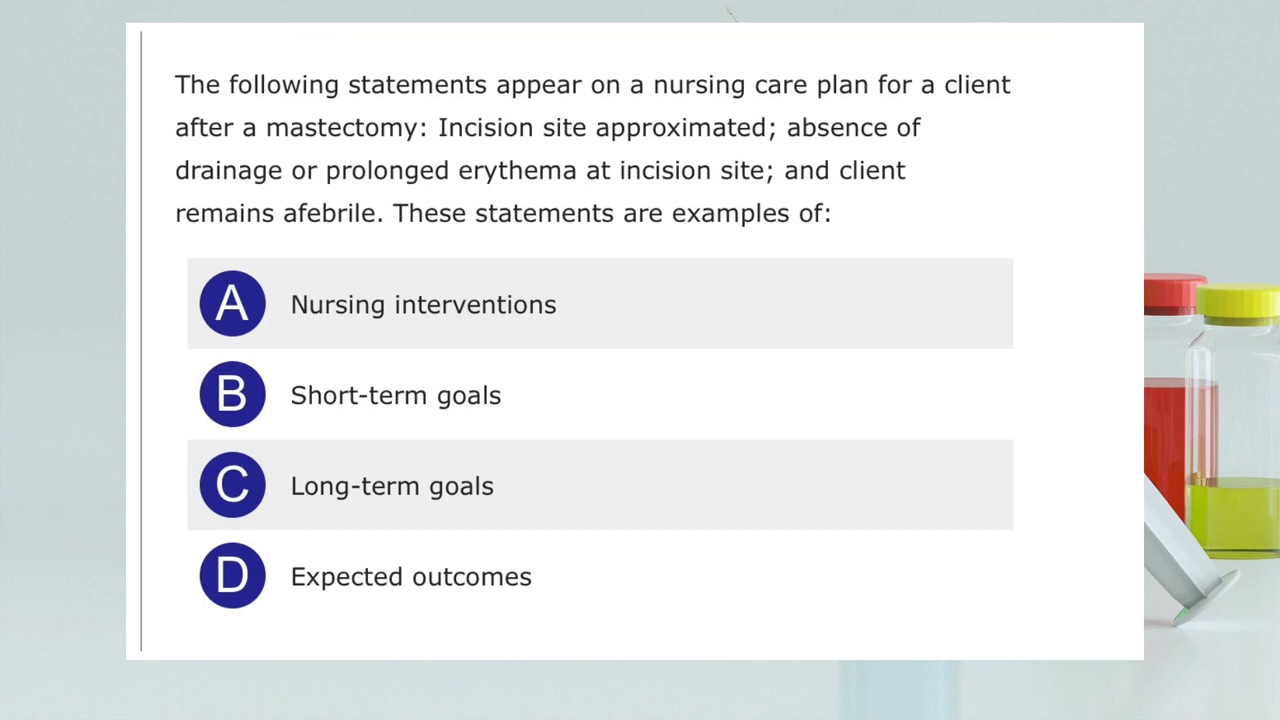 The following statements appear on a nursing care plan for a client
after a mastectomy: Incision site approximated; absence of
drainage or prolonged erythema at incision site; and client
remains afebrile. These statements are examples of:
A Nursing interventions
B Short-term goals
C Long-term goals
D Expected outcomes